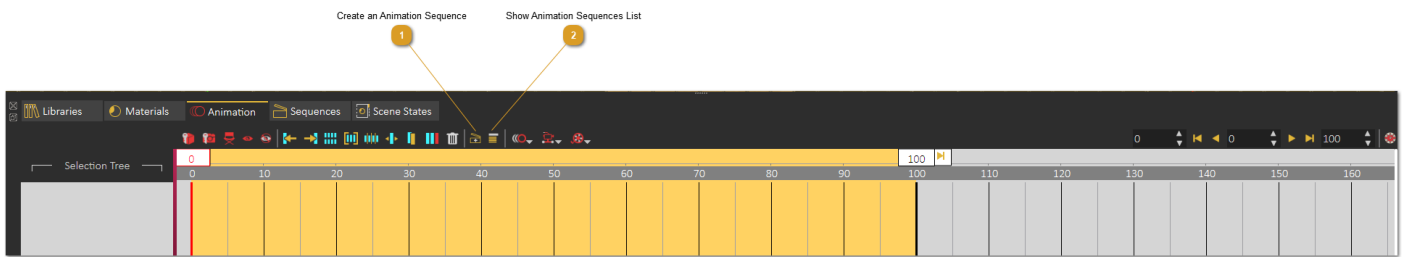 Create an Animation Sequence Show Animation Sequences List
1 2
Libraries Materials Animation Sequences Scene States
0 0 100
Selection Tree
0 100
0 10 20 30 40 50 60 70 80 90 100 110 120 130 140 150 160